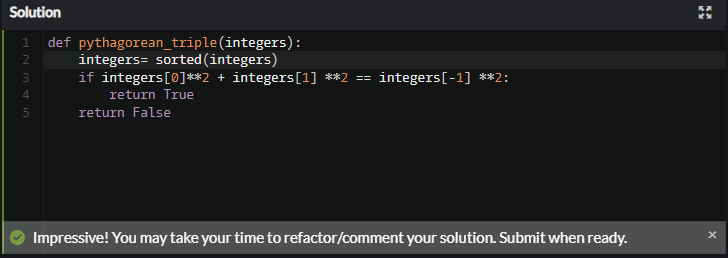 Solution
1 def pythagorean_triple(integers):
2     integers= sorted(integers)
3     if integers[0]**2 + integers[1] **2 == integers[-1] **2:
4         return True
5     return False
Impressive! You may take your time to refactor/comment your solution. Submit when ready. ×